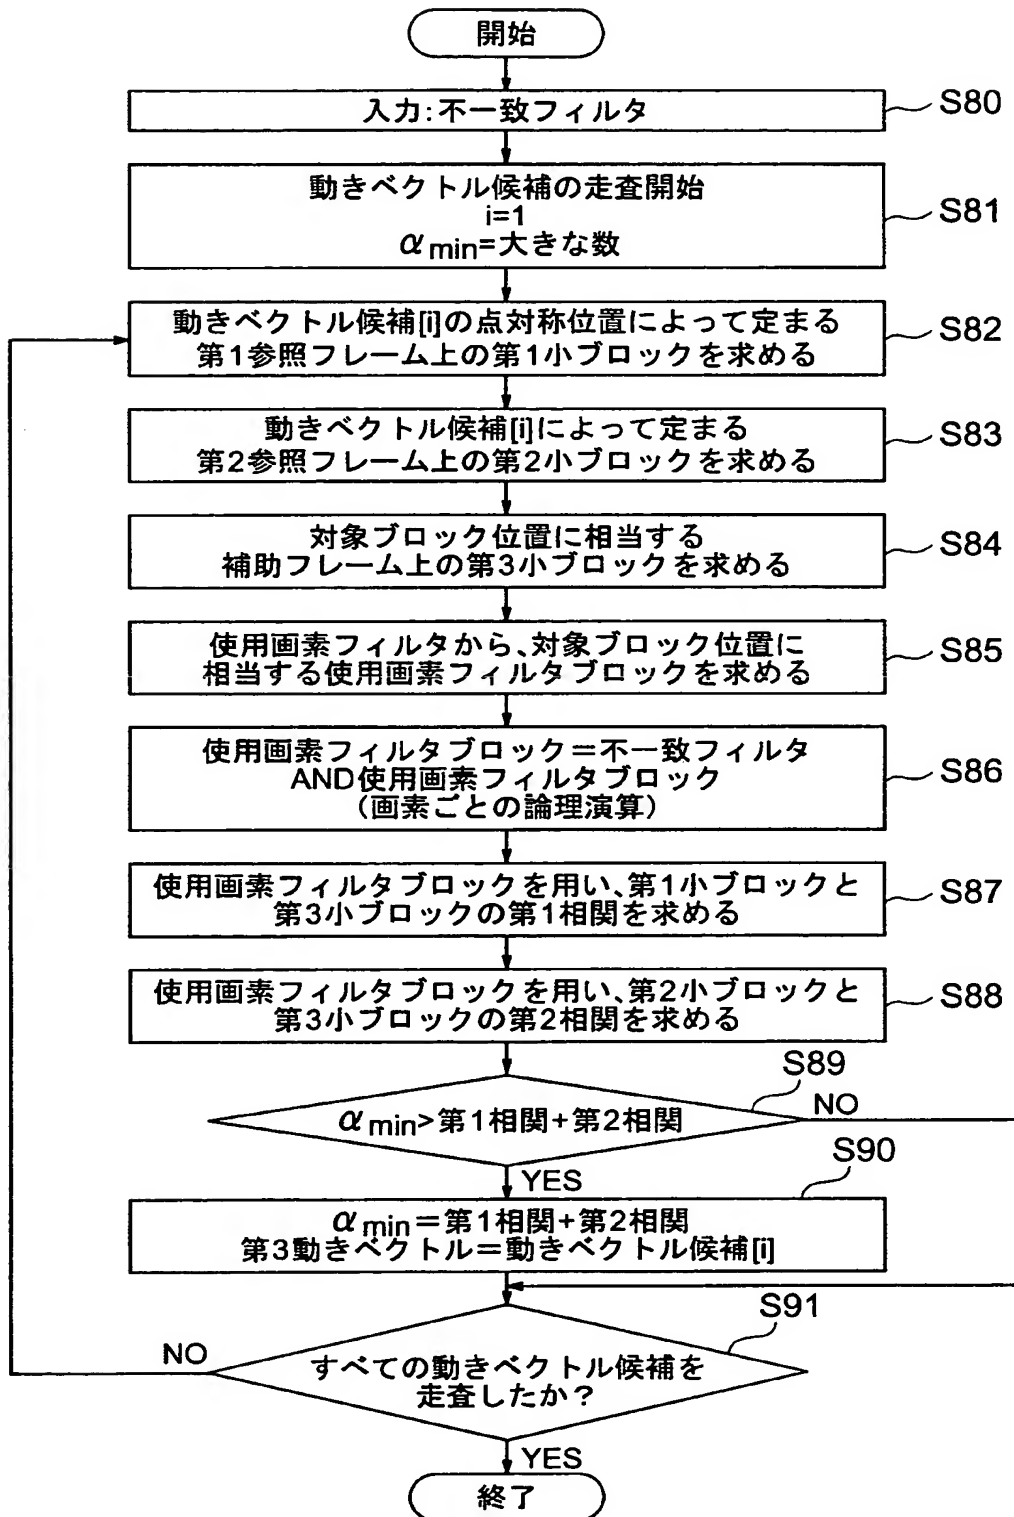 開始
入力:不一致フィルタ
S80
動きベクトル候補の走査開始
i=1
αmin=大きな数
S81
動きベクトル候補[i]の点対称位置によって定まる
第1参照フレーム上の第1小ブロックを求める
S82
動きベクトル候補[i]によって定まる
第2参照フレーム上の第2小ブロックを求める
S83
対象ブロック位置に相当する
補助フレーム上の第3小ブロックを求める
S84
使用画素フィルタから、対象ブロック位置に
相当する使用画素フィルタブロックを求める
S85
使用画素フィルタブロック=不一致フィルタ
AND使用画素フィルタブロック
(画素ごとの論理演算)
S86
使用画素フィルタブロックを用い、第1小ブロックと
第3小ブロックの第1相関を求める
S87
使用画素フィルタブロックを用い、第2小ブロックと
第3小ブロックの第2相関を求める
S88
S89
αmin>第1相関+第2相関
NO
YES
S90
αmin=第1相関+第2相関
第3動きベクトル=動きベクトル候補[i]
S91
NO
すべての動きベクトル候補を
走査したか?
YES
終了